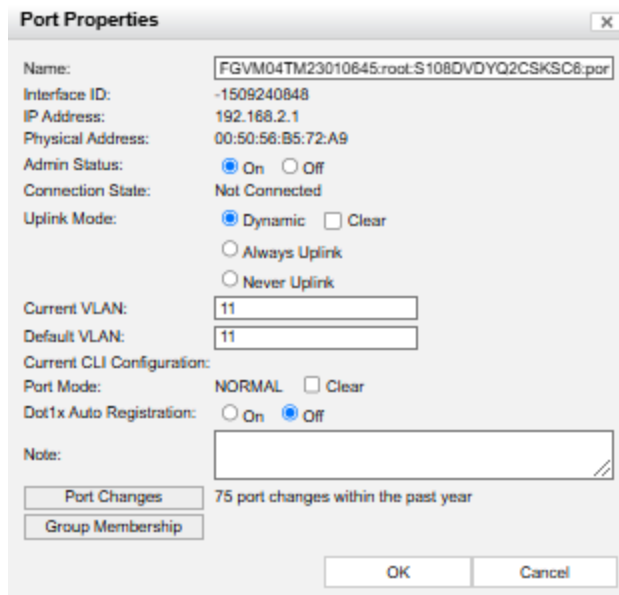 Port Properties
Name: FGVM04TM23010645:root:S108DVDYQ2CSKSC6:por
Interface ID: -1509240848
IP Address: 192.168.2.1
Physical Address: 00:50:56:B5:72:A9
Admin Status: On Off
Connection State: Not Connected
Uplink Mode: Dynamic Clear
Always Uplink
Never Uplink
Current VLAN: 11
Default VLAN: 11
Current CLI Configuration:
Port Mode: NORMAL Clear
Dot1x Auto Registration: On Off
Note:
Port Changes 75 port changes within the past year
Group Membership
OK Cancel